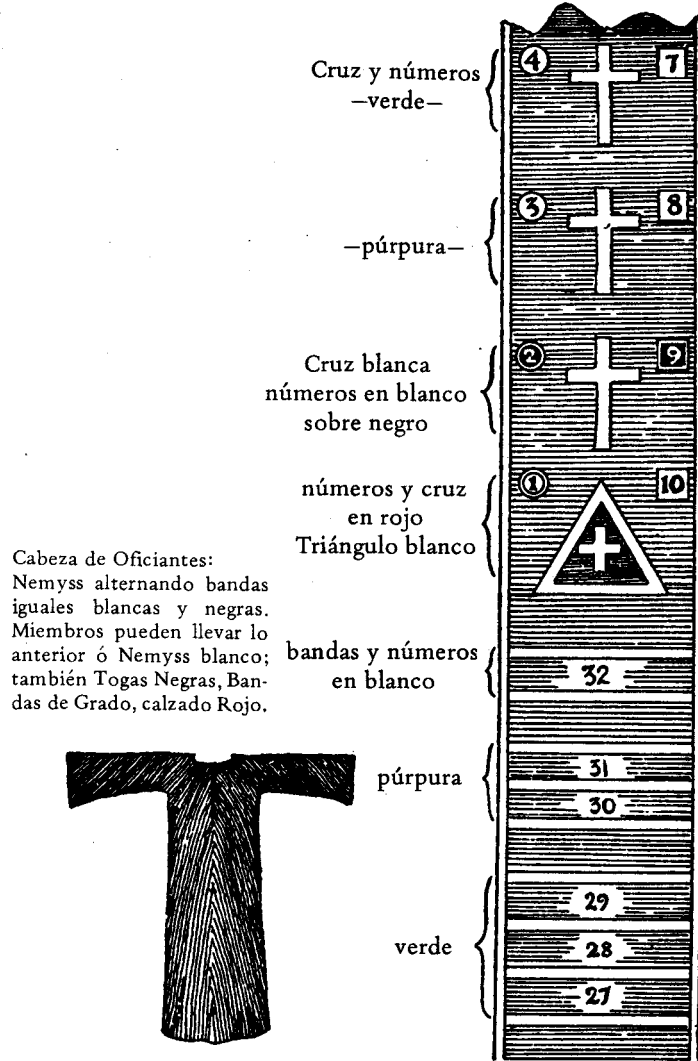 4 7
Cruz y números
—verde—
3 8
—púrpura—
2 9
Cruz blanca
números en blanco
sobre negro
1 10
números y cruz
en rojo
Triángulo blanco
Cabeza de Oficiantes:
Nemyss alternando bandas
iguales blancas y negras.
Miembros pueden llevar lo
anterior ó Nemyss blanco;
también Togas Negras, Ban-
das de Grado, calzado Rojo.
bandas y números
en blanco
32
púrpura
31
30
verde
29
28
27